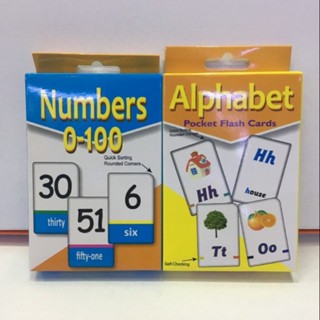 Numbers
0-100
Quick Sorting
Rounded Corners
30
thirty
51
fifty-one
6
six
Alphabet
Pocket Flash Cards
Hh
Hh
house
Tt
Oo
Self-Checking